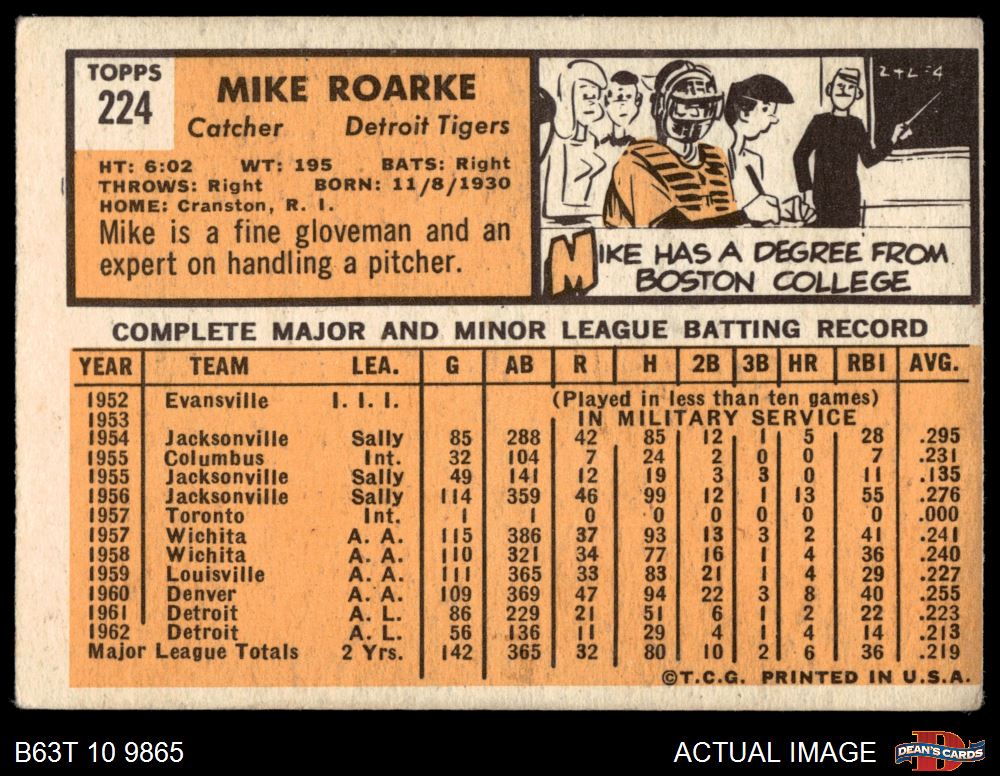 TOPPS
224
MIKE ROARKE
Catcher Detroit Tigers
HT: 6:02 WT: 195 BATS: Right
THROWS: Right BORN: 11/8/1930
HOME: Cranston, R. I.
Mike is a fine gloveman and an
expert on handling a pitcher.
2+2=4
MIKE HAS A DEGREE FROM
BOSTON COLLEGE
COMPLETE MAJOR AND MINOR LEAGUE BATTING RECORD
YEAR TEAM LEA. G AB R H 2B 3B HR RBI AVG.
1952 Evansville I. I. I. (Played in less than ten games)
1953 IN MILITARY SERVICE
1954 Jacksonville Sally 85 288 42 85 12 1 5 28 .295
1955 Columbus Int. 32 104 7 24 2 0 0 7 .231
1955 Jacksonville Sally 49 141 12 19 3 3 0 11 .135
1956 Jacksonville Sally 114 359 46 99 12 1 13 55 .276
1957 Toronto Int. 1 1 0 0 0 0 0 0 .000
1957 Wichita A. A. 115 386 37 93 13 3 2 41 .241
1958 Wichita A. A. 110 321 34 77 16 1 4 36 .240
1959 Louisville A. A. 111 365 33 83 21 1 4 29 .227
1960 Denver A. A. 109 369 47 94 22 3 8 40 .255
1961 Detroit A. L. 86 229 21 51 6 1 2 22 .223
1962 Detroit A. L. 56 136 11 29 4 1 4 14 .213
Major League Totals 2 Yrs. 142 365 32 80 10 2 6 36 .219
©T.C.G. PRINTED IN U.S.A.
B63T 10 9865 ACTUAL IMAGE DEAN'S CARDS